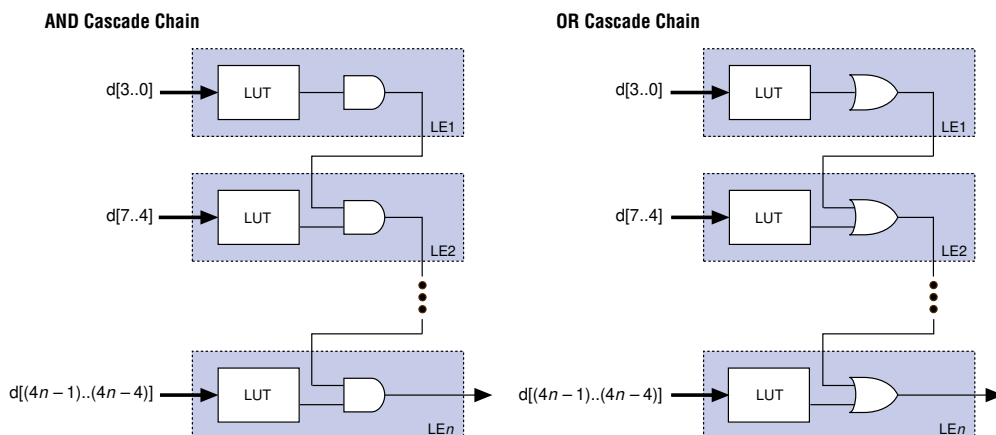 AND Cascade Chain
d[3..0]
LUT
LE1
d[7..4]
LUT
LE2
d[(4n – 1)..(4n – 4)]
LUT
LEn
OR Cascade Chain
d[3..0]
LUT
LE1
d[7..4]
LUT
LE2
d[(4n – 1)..(4n – 4)]
LUT
LEn